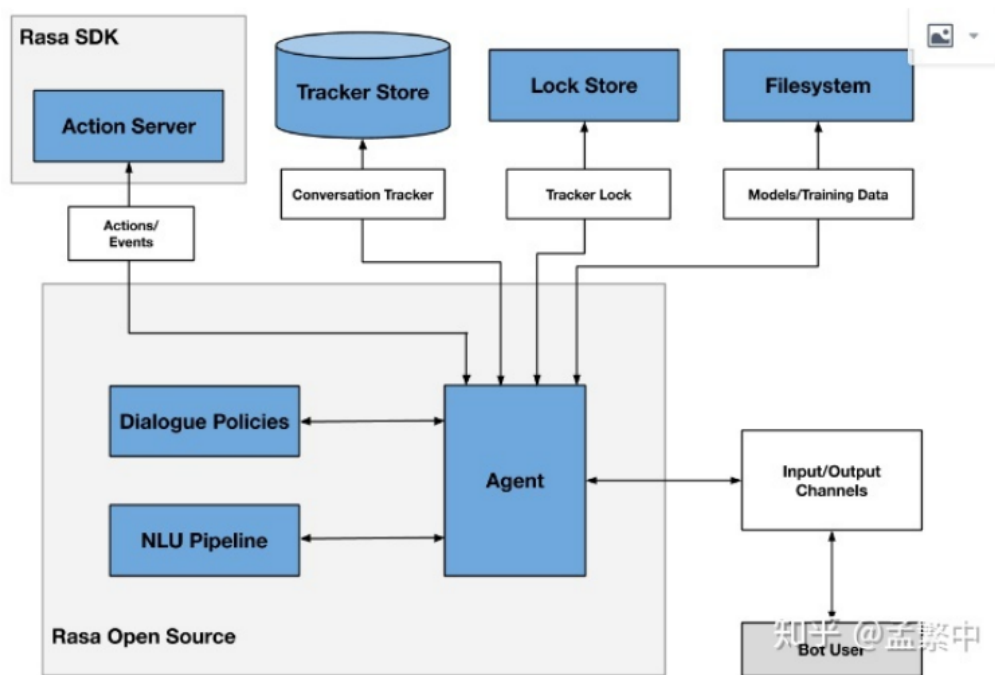 Rasa SDK
Action Server
Tracker Store
Lock Store
Filesystem
Conversation Tracker
Tracker Lock
Models/Training Data
Actions/
Events
Dialogue Policies
NLU Pipeline
Agent
Input/Output
Channels
Rasa Open Source
Bot User
知乎 @孟繁中